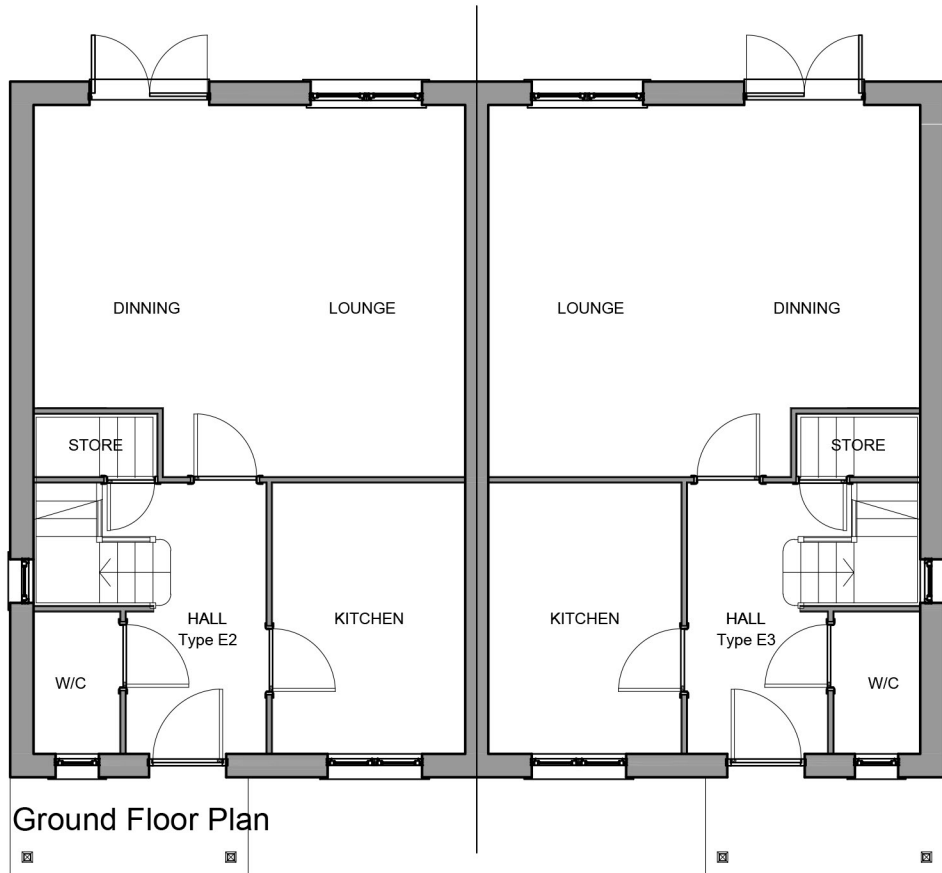 DINNING
LOUNGE
LOUNGE
DINNING
STORE
STORE
HALL
Type E2
KITCHEN
KITCHEN
HALL
Type E3
W/C
W/C
Ground Floor Plan